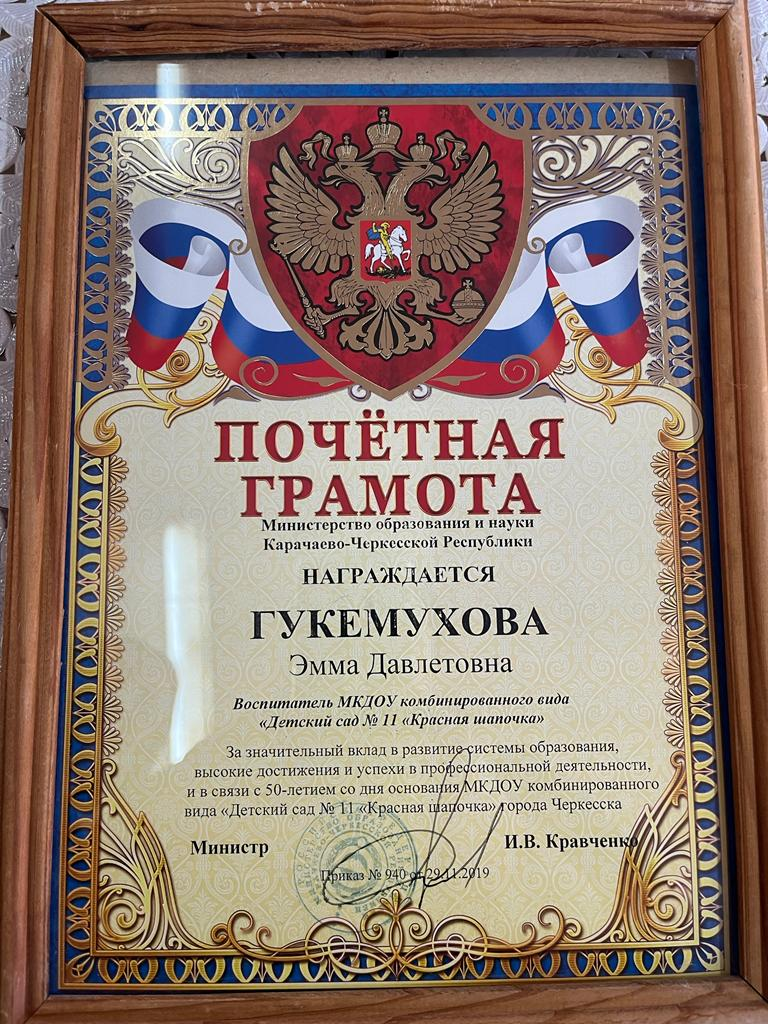 ПОЧЁТНАЯ
ГРАМОТА
Министерство образования и науки
Карачаево-Черкесской Республики
НАГРАЖДАЕТСЯ
ГУКЕМУХОВА
Эмма Давлетовна
Воспитатель МКДОУ комбинированного вида
«Детский сад № 11 «Красная шапочка»
За значительный вклад в развитие системы образования,
высокие достижения и успехи в профессиональной деятельности,
и в связи с 50-летием со дня основания МКДОУ комбинированного
вида «Детский сад № 11 «Красная шапочка» города Черкесска
Министр И.В. Кравченко
Приказ № 940 от 29.11.2019